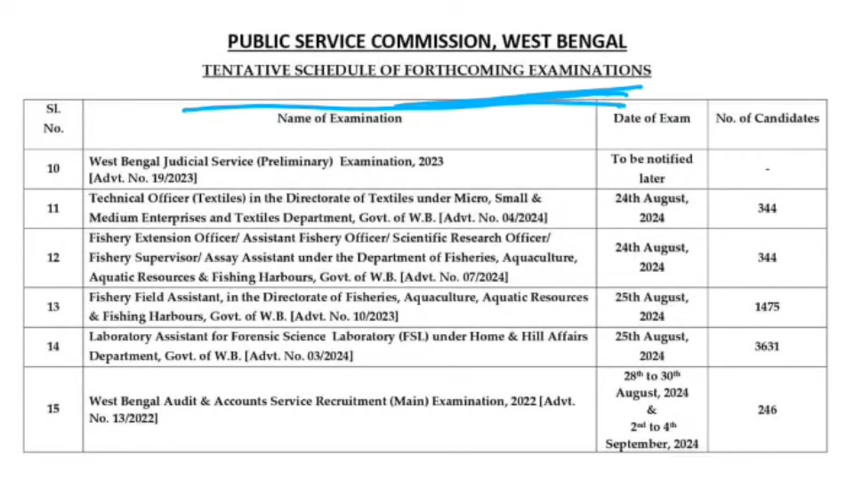 PUBLIC SERVICE COMMISSION, WEST BENGAL
TENTATIVE SCHEDULE OF FORTHCOMING EXAMINATIONS
Sl. No.
Name of Examination
Date of Exam
No. of Candidates
10
West Bengal Judicial Service (Preliminary) Examination, 2023
[Advt. No. 19/2023]
To be notified
later
-
11
Technical Officer (Textiles) in the Directorate of Textiles under Micro, Small &
Medium Enterprises and Textiles Department, Govt. of W.B. [Advt. No. 04/2024]
24th August,
2024
344
12
Fishery Extension Officer/ Assistant Fishery Officer/ Scientific Research Officer/
Fishery Supervisor/ Assay Assistant under the Department of Fisheries, Aquaculture,
Aquatic Resources & Fishing Harbours, Govt. of W.B. [Advt. No. 07/2024]
24th August,
2024
344
13
Fishery Field Assistant, in the Directorate of Fisheries, Aquaculture, Aquatic Resources
& Fishing Harbours, Govt. of W.B. [Advt. No. 10/2023]
25th August,
2024
1475
14
Laboratory Assistant for Forensic Science Laboratory (FSL) under Home & Hill Affairs
Department, Govt. of W.B. [Advt. No. 03/2024]
25th August,
2024
3631
15
West Bengal Audit & Accounts Service Recruitment (Main) Examination, 2022 [Advt.
No. 13/2022]
28th to 30th
August, 2024
&
2nd to 4th
September, 2024
246